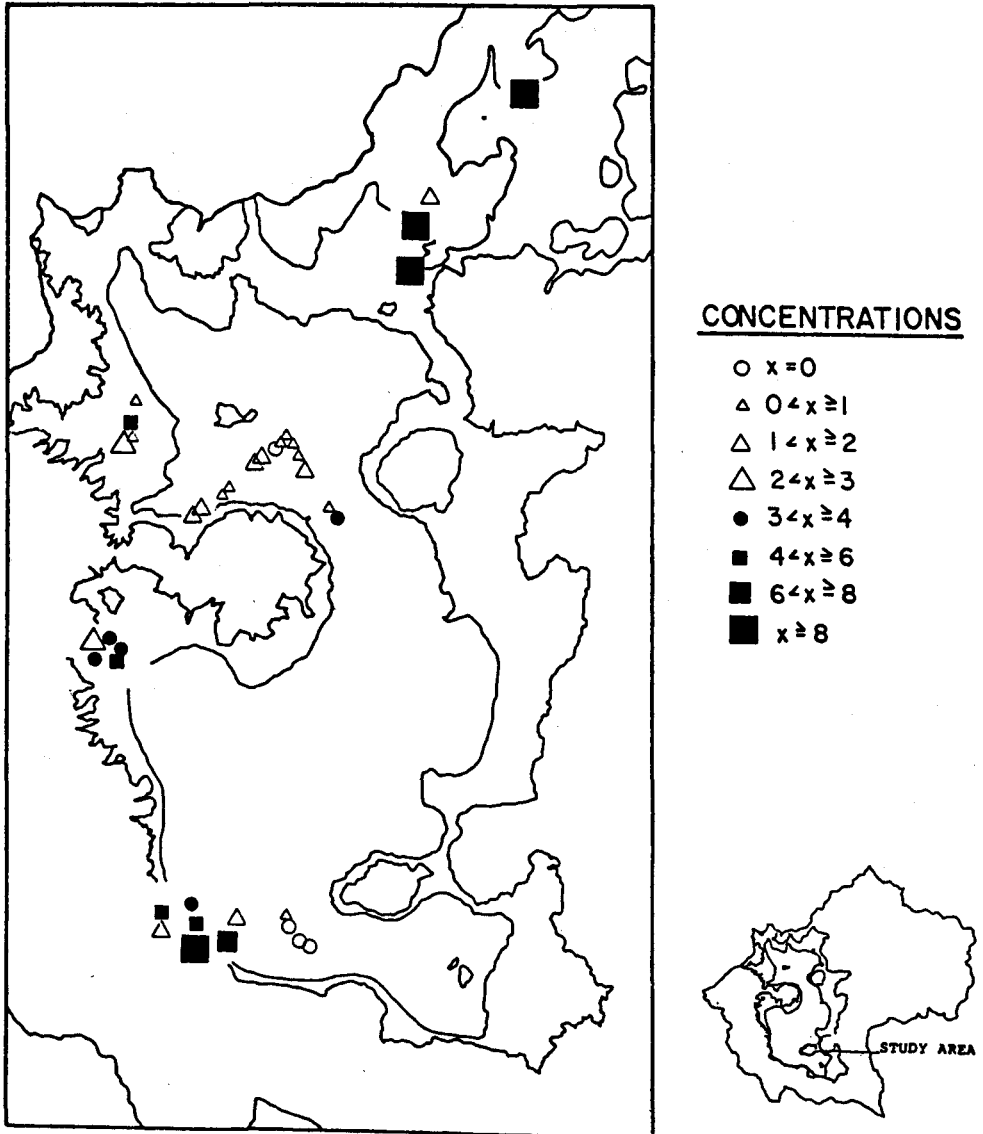 CONCENTRATIONS
x = 0
0 < x ≥ 1
1 < x ≥ 2
2 < x ≥ 3
3 < x ≥ 4
4 < x ≥ 6
6 < x ≥ 8
x ≥ 8
STUDY AREA